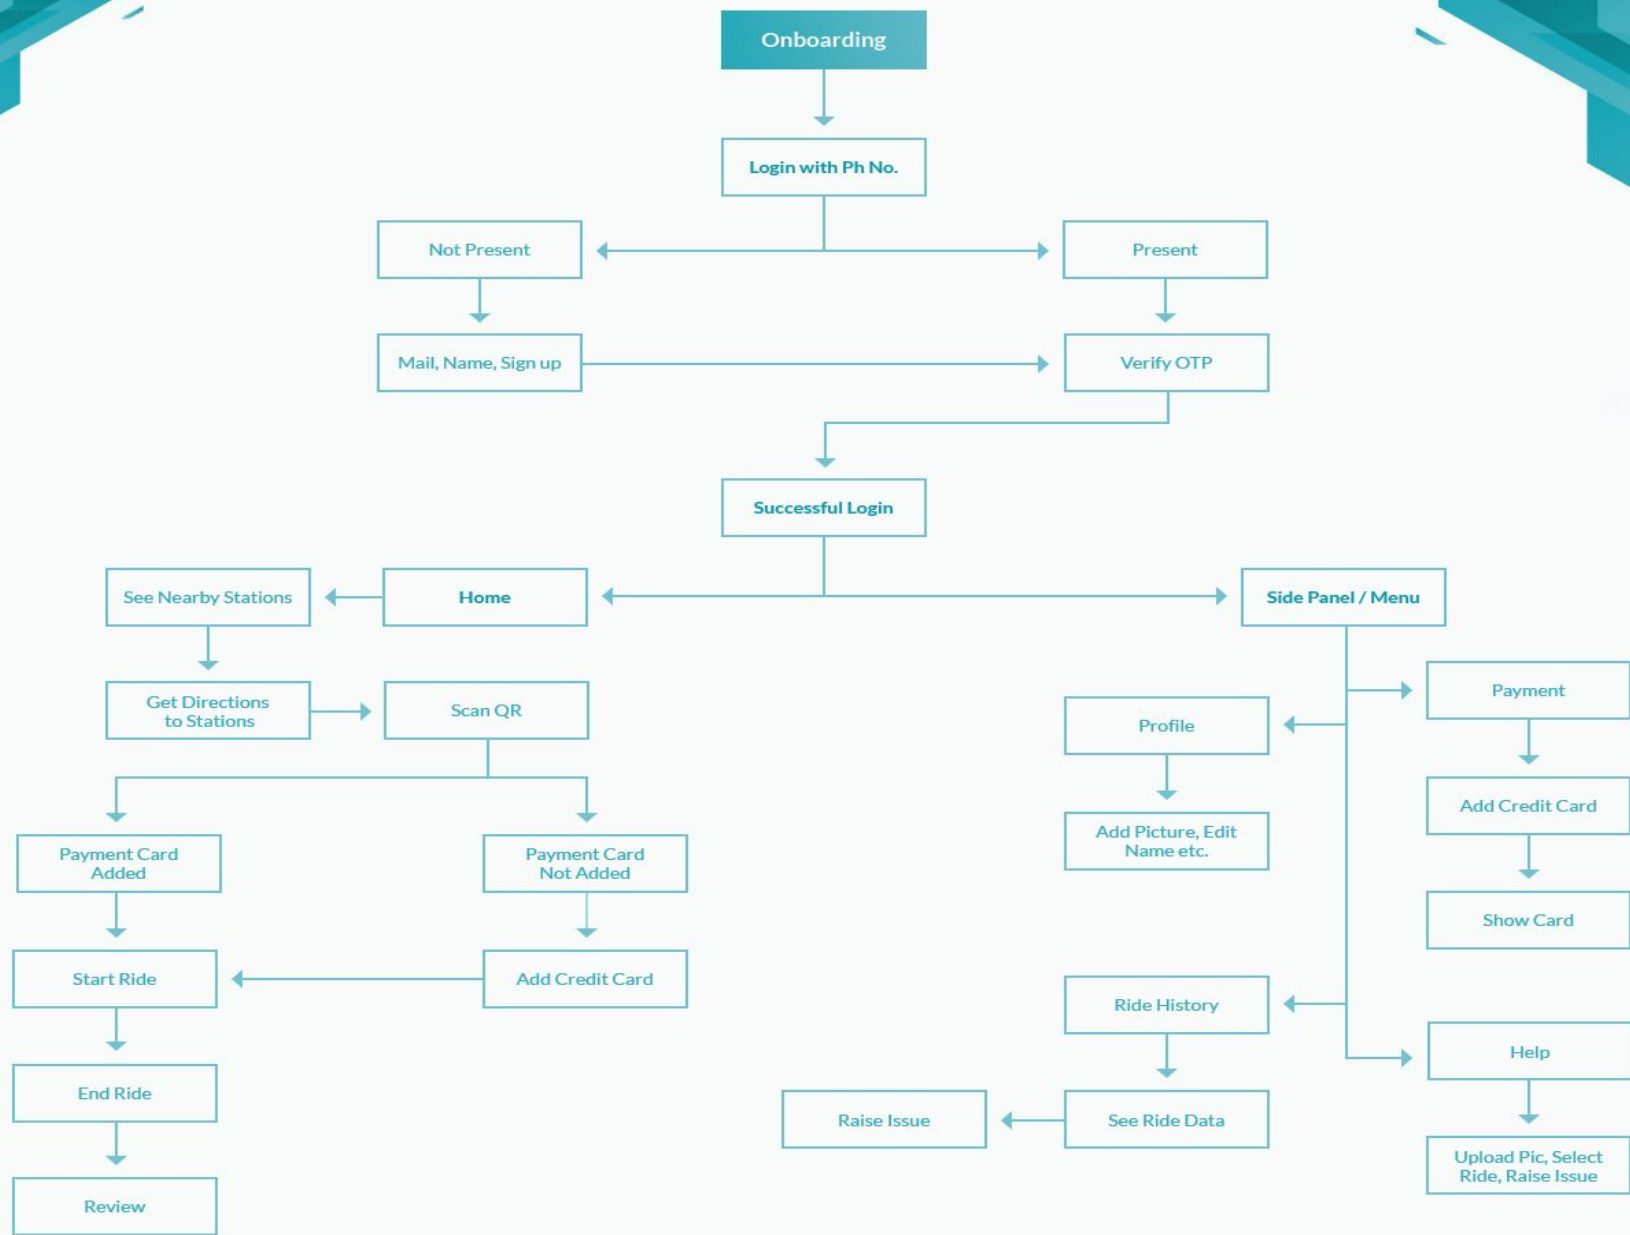 Onboarding
Login with Ph No.
Not Present
Present
Mail, Name, Sign up
Verify OTP
Successful Login
See Nearby Stations
Home
Side Panel / Menu
Get Directions
to Stations
Scan QR
Profile
Payment
Payment Card
Added
Payment Card
Not Added
Add Picture, Edit
Name etc.
Add Credit Card
Show Card
Start Ride
Add Credit Card
Ride History
Help
End Ride
Raise Issue
See Ride Data
Upload Pic, Select
Ride, Raise Issue
Review